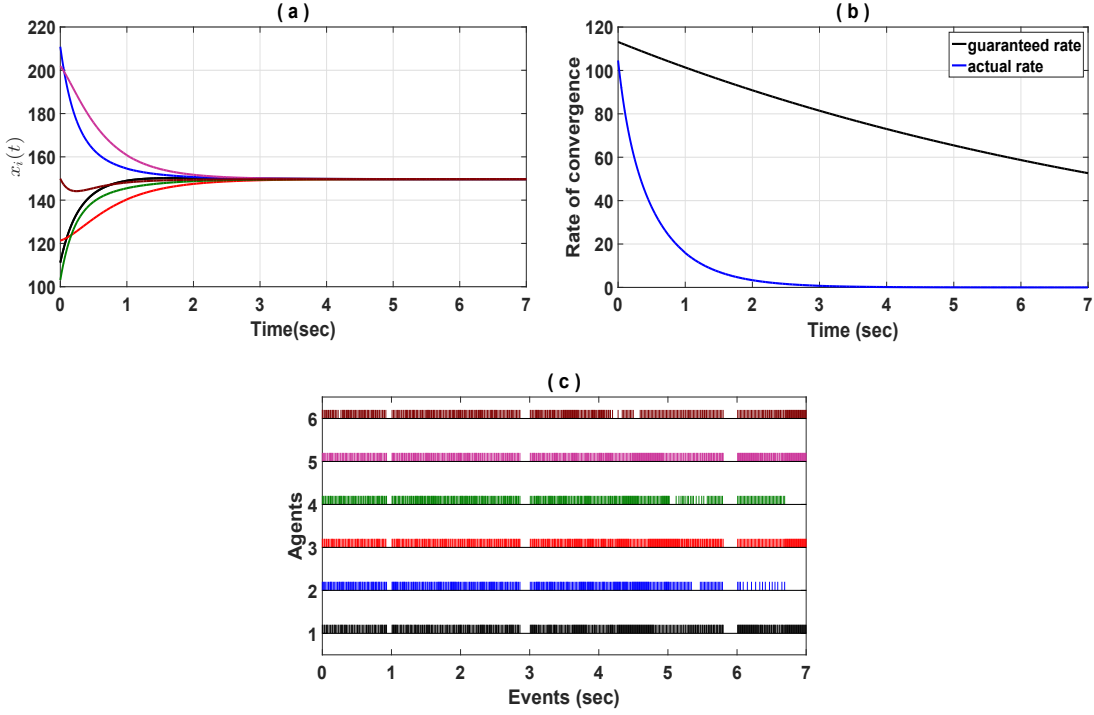 ( a )
220
200
180
160
140
120
100
x_i(t)
0 1 2 3 4 5 6 7
Time(sec)
( b )
120
100
80
60
40
20
0
Rate of convergence
guaranteed rate
actual rate
0 1 2 3 4 5 6 7
Time (sec)
( c )
6
5
4
3
2
1
Agents
0 1 2 3 4 5 6 7
Events (sec)